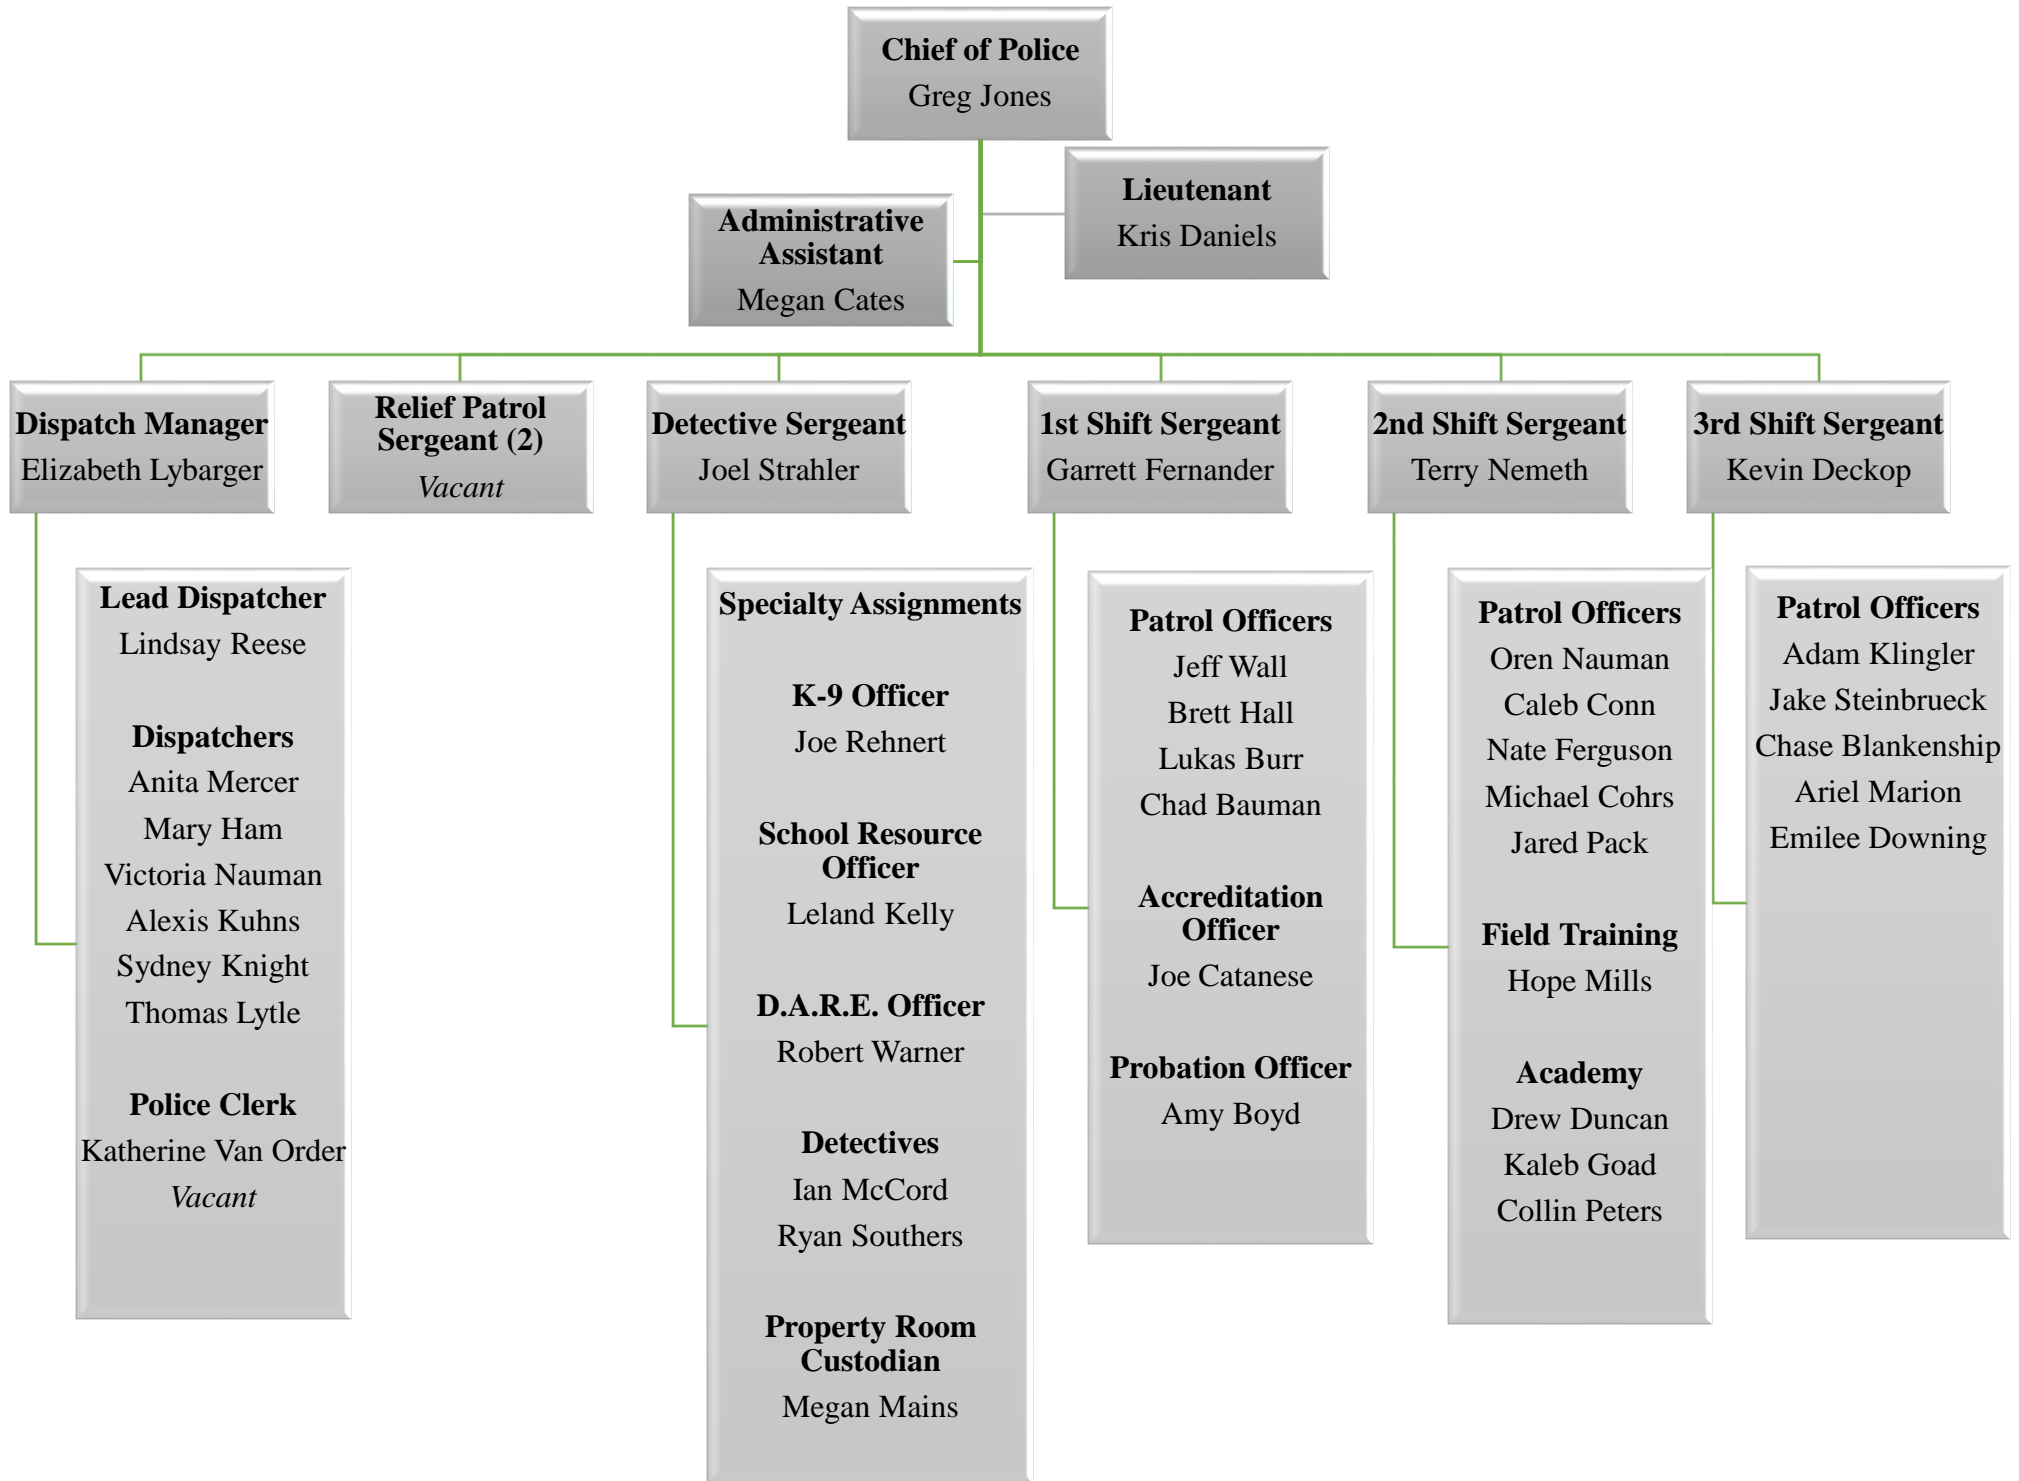 Chief of Police
Greg Jones
Lieutenant
Kris Daniels
Administrative
Assistant
Megan Cates
Dispatch Manager
Elizabeth Lybarger
Relief Patrol
Sergeant (2)
Vacant
Detective Sergeant
Joel Strahler
1st Shift Sergeant
Garrett Fernander
2nd Shift Sergeant
Terry Nemeth
3rd Shift Sergeant
Kevin Deckop
Lead Dispatcher
Lindsay Reese
Dispatchers
Anita Mercer
Mary Ham
Victoria Nauman
Alexis Kuhns
Sydney Knight
Thomas Lytle
Police Clerk
Katherine Van Order
Vacant
Specialty Assignments
K-9 Officer
Joe Rehnert
School Resource
Officer
Leland Kelly
D.A.R.E. Officer
Robert Warner
Detectives
Ian McCord
Ryan Southers
Property Room
Custodian
Megan Mains
Patrol Officers
Jeff Wall
Brett Hall
Lukas Burr
Chad Bauman
Accreditation
Officer
Joe Catanese
Probation Officer
Amy Boyd
Patrol Officers
Oren Nauman
Caleb Conn
Nate Ferguson
Michael Cohrs
Jared Pack
Field Training
Hope Mills
Academy
Drew Duncan
Kaleb Goad
Collin Peters
Patrol Officers
Adam Klingler
Jake Steinbrueck
Chase Blankenship
Ariel Marion
Emilee Downing